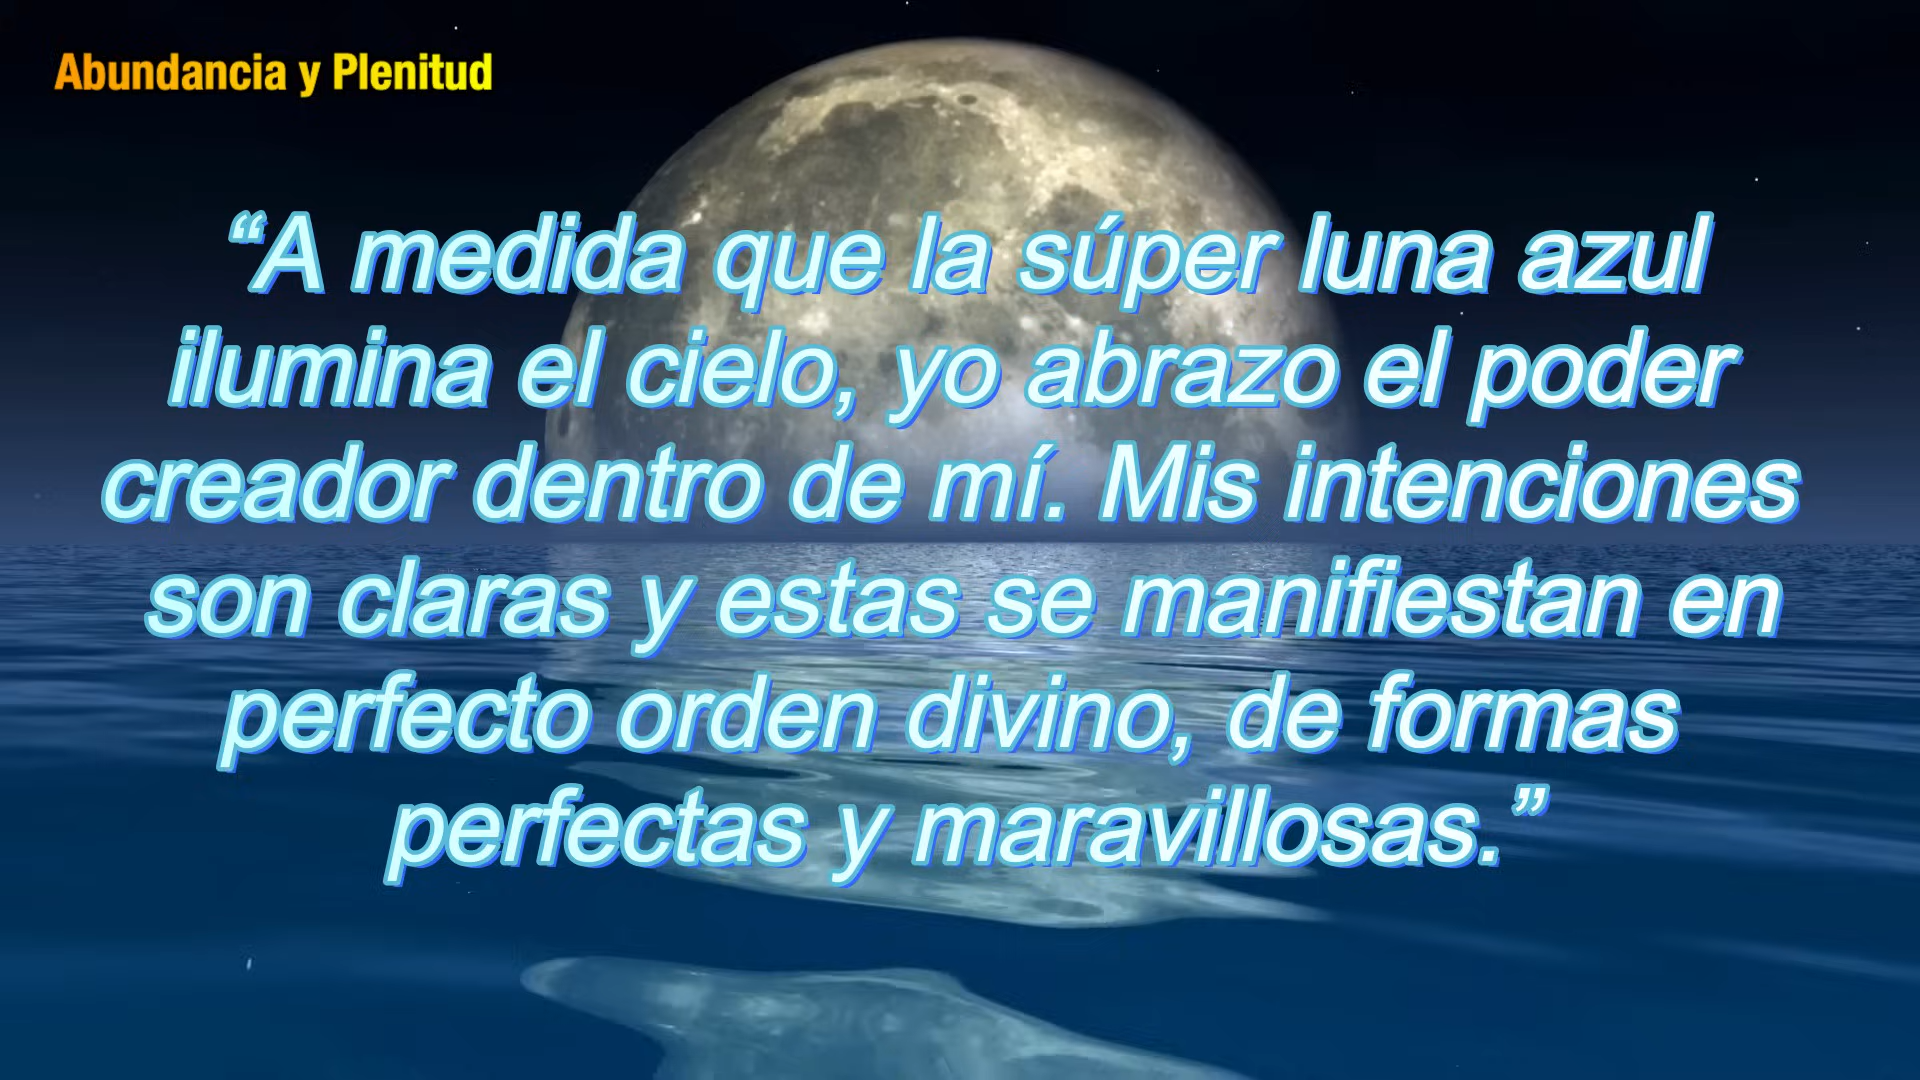 Abundancia y Plenitud
“A medida que la súper luna azul
ilumina el cielo, yo abrazo el poder
creador dentro de mí. Mis intenciones
son claras y estas se manifiestan en
perfecto orden divino, de formas
perfectas y maravillosas.”